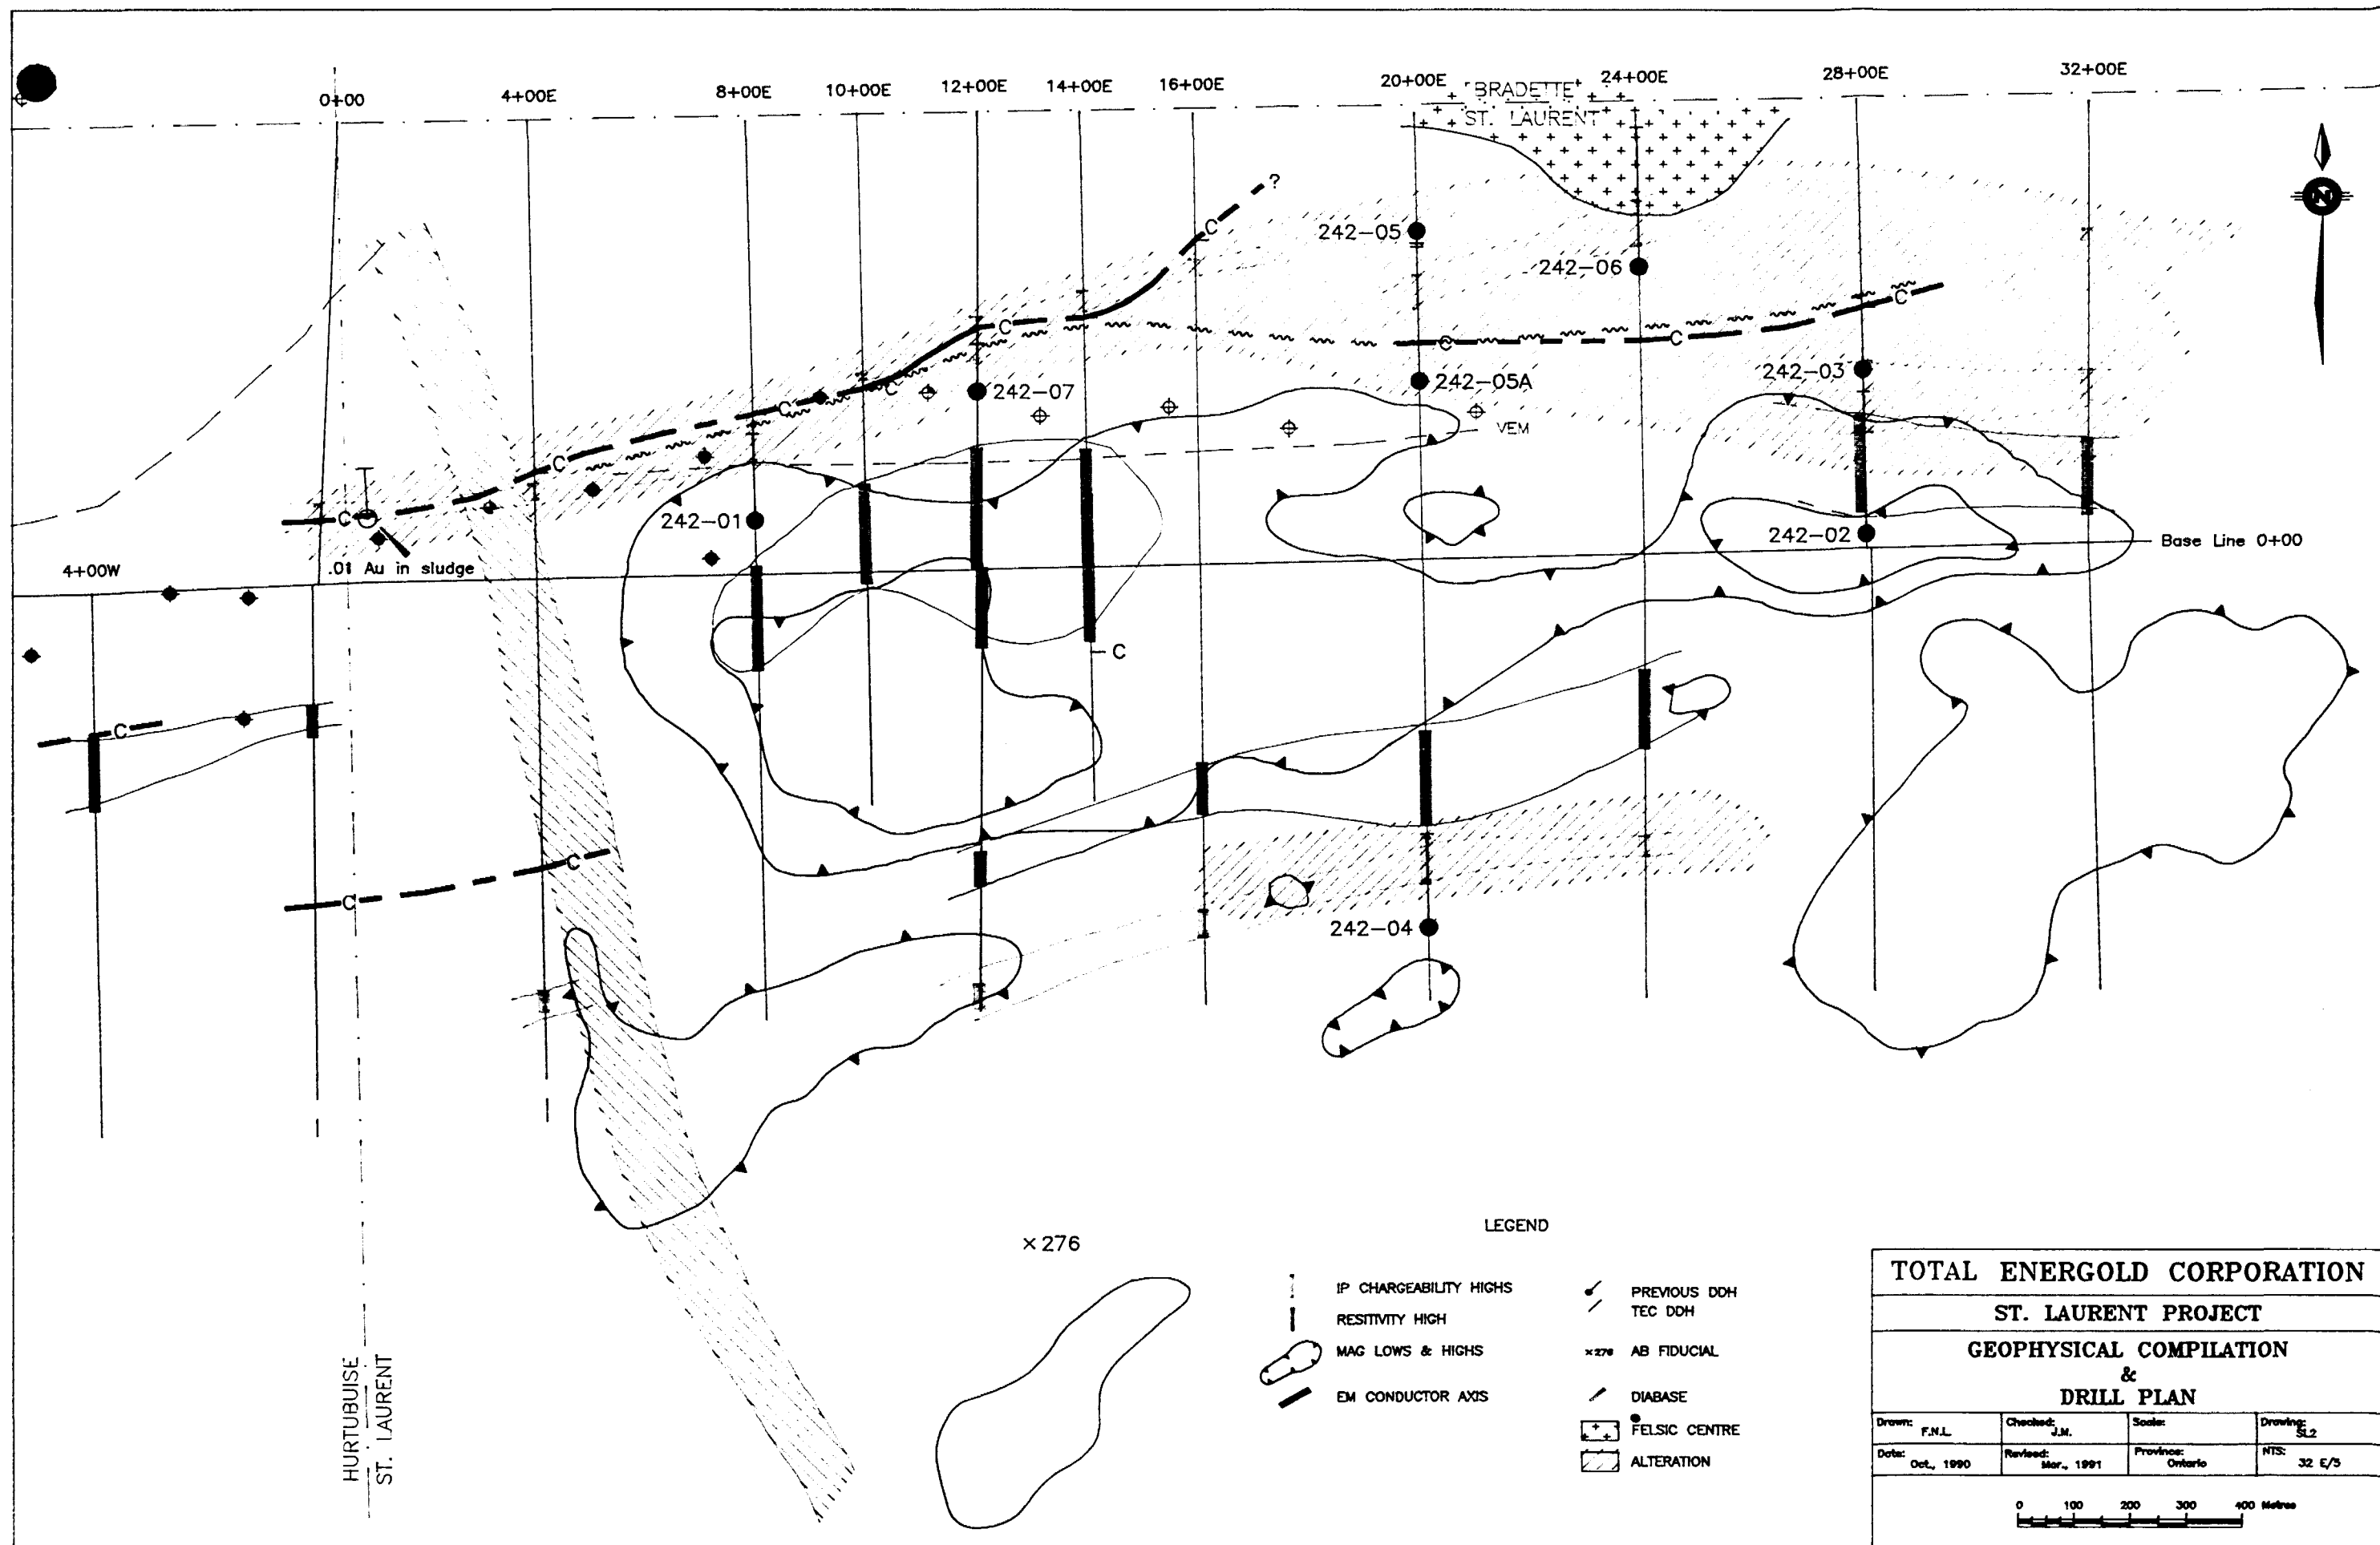 0+00
4+00E
8+00E
10+00E
12+00E
14+00E
16+00E
20+00E
24+00E
28+00E
32+00E
BRADETTE
ST. LAURENT
N
?
C
242-05
242-06
C
C
C
C
C
242-03
242-05A
242-07
C
C
VEM
C
242-01
C
242-02
Base Line 0+00
.01 Au in sludge
4+00W
C
C
C
C
242-04
×276
HURTUBUISE
ST. LAURENT
LEGEND
IP CHARGEABILITY HIGHS
RESITIVITY HIGH
MAG LOWS & HIGHS
EM CONDUCTOR AXIS
PREVIOUS DDH
TEC DDH
×276 AB FIDUCIAL
DIABASE
FELSIC CENTRE
ALTERATION
TOTAL ENERGOLD CORPORATION
ST. LAURENT PROJECT
GEOPHYSICAL COMPILATION
&
DRILL PLAN
Drawn: F.N.L.
Checked: J.M.
Scale:
Drawing: SL2
Date: Oct., 1990
Revised: Mar., 1991
Province: Ontario
NTS: 32 E/5
0 100 200 300 400 Metres